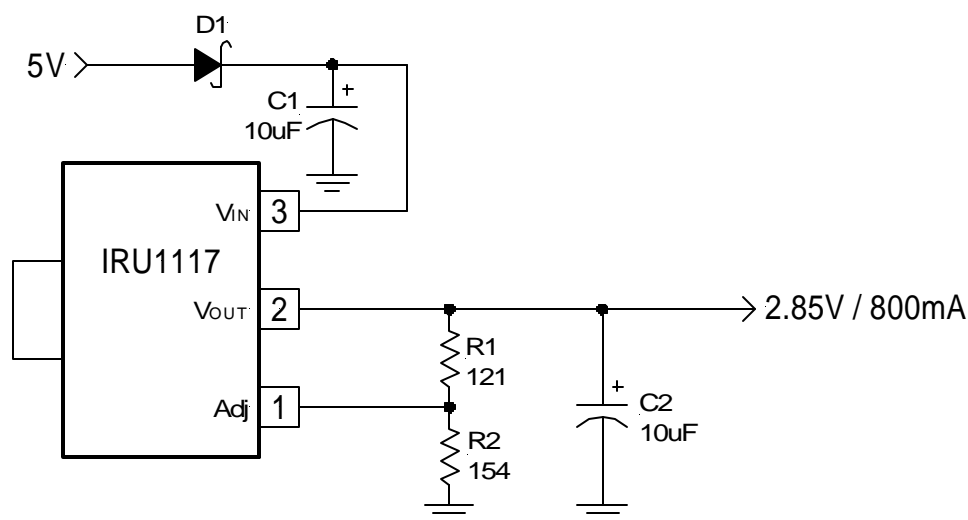 D1
5V
+
C1
10uF
VIN 3
IRU1117
VOUT 2
2.85V / 800mA
R1
121
+
Adj 1
C2
10uF
R2
154